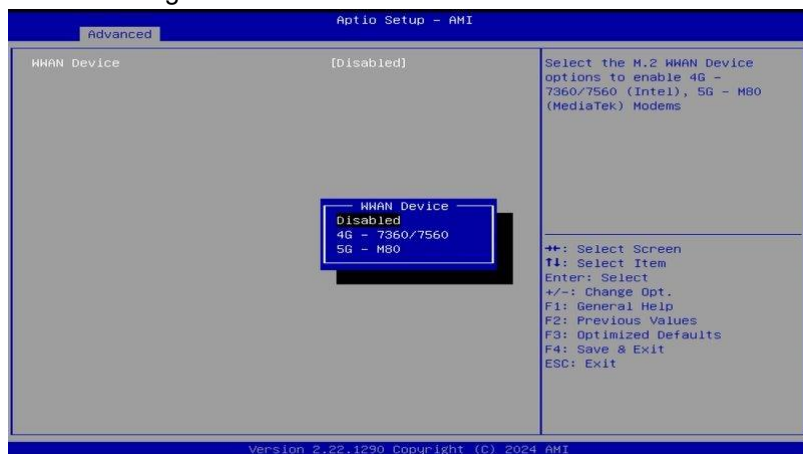 Aptio Setup - AMI
Advanced
WWAN Device [Disabled]
Select the M.2 WWAN Device
options to enable 4G -
7360/7560 (Intel), 5G - M80
(MediaTek) Modems
WWAN Device
Disabled
4G - 7360/7560
5G - M80
→←: Select Screen
↑↓: Select Item
Enter: Select
+/-: Change Opt.
F1: General Help
F2: Previous Values
F3: Optimized Defaults
F4: Save & Exit
ESC: Exit
Version 2.22.1290 Copyright (C) 2024 AMI